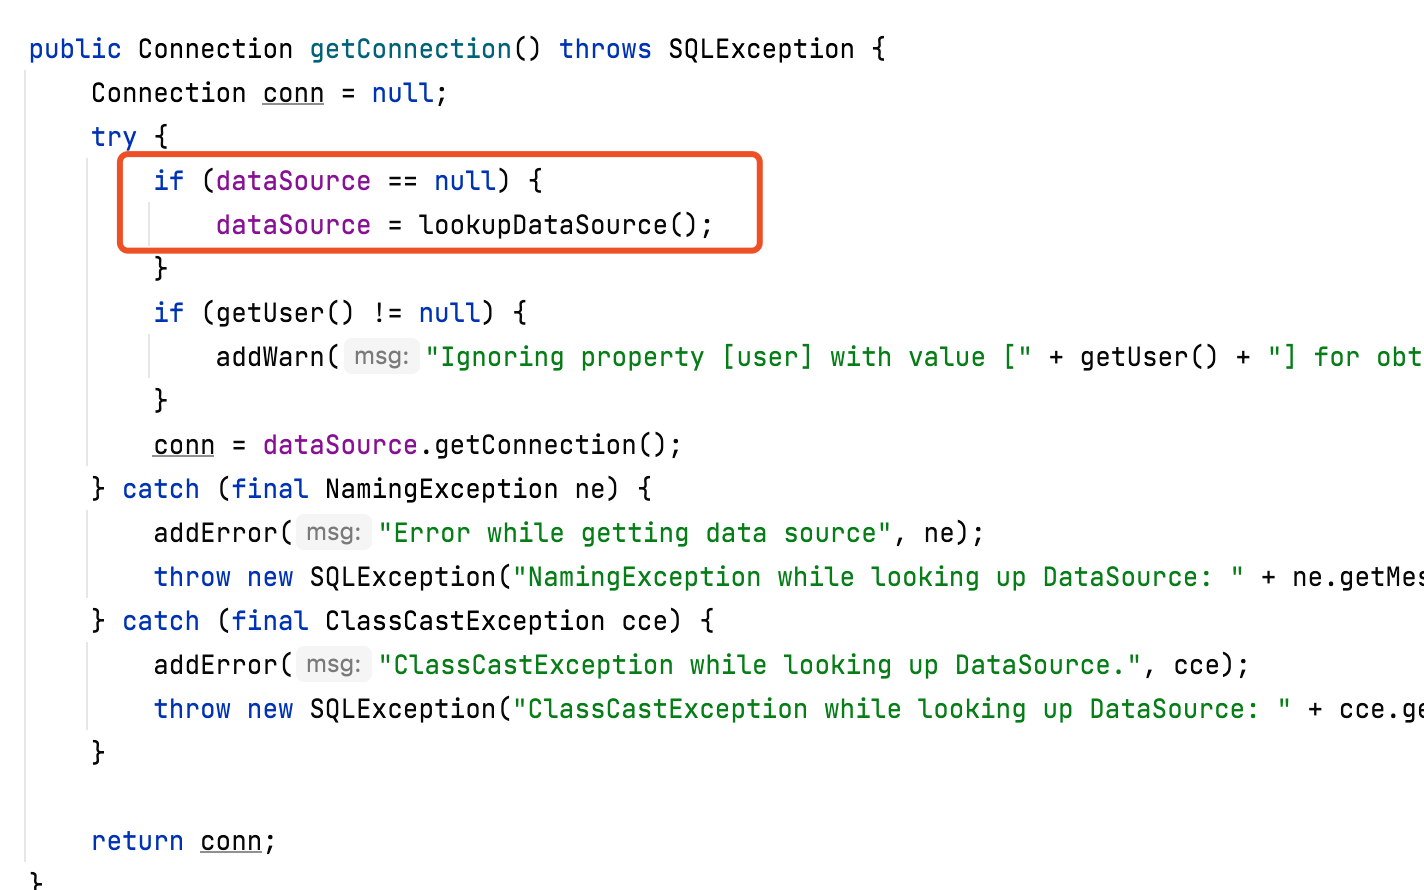 public Connection getConnection() throws SQLException {
Connection conn = null;
try {
if (dataSource == null) {
dataSource = lookupDataSource();
}
if (getUser() != null) {
addWarn( msg: "Ignoring property [user] with value [" + getUser() + "] for obt
}
conn = dataSource.getConnection();
} catch (final NamingException ne) {
addError( msg: "Error while getting data source", ne);
throw new SQLException("NamingException while looking up DataSource: " + ne.getMes
} catch (final ClassCastException cce) {
addError( msg: "ClassCastException while looking up DataSource.", cce);
throw new SQLException("ClassCastException while looking up DataSource: " + cce.ge
}
return conn;
}